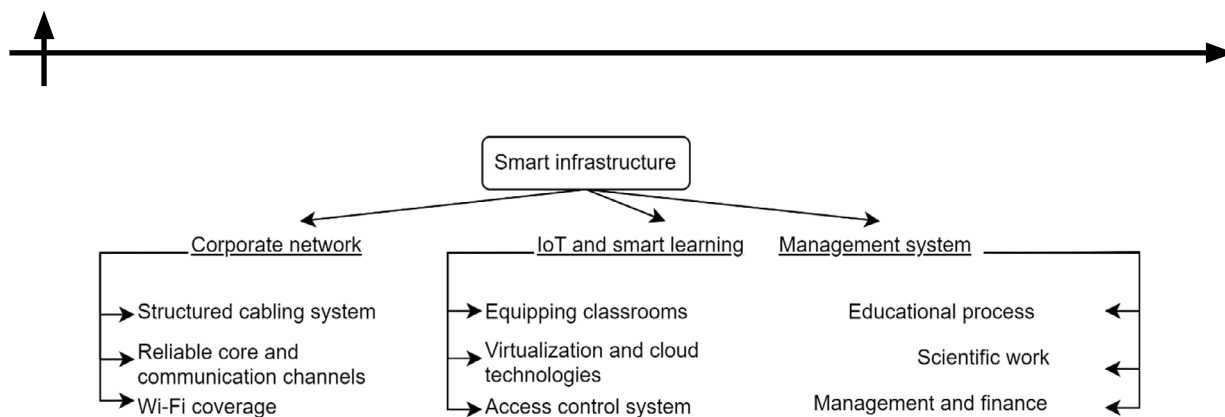 Smart infrastructure
Corporate network
IoT and smart learning
Management system
Structured cabling system
Reliable core and
communication channels
Wi-Fi coverage
Equipping classrooms
Virtualization and cloud
technologies
Access control system
Educational process
Scientific work
Management and finance